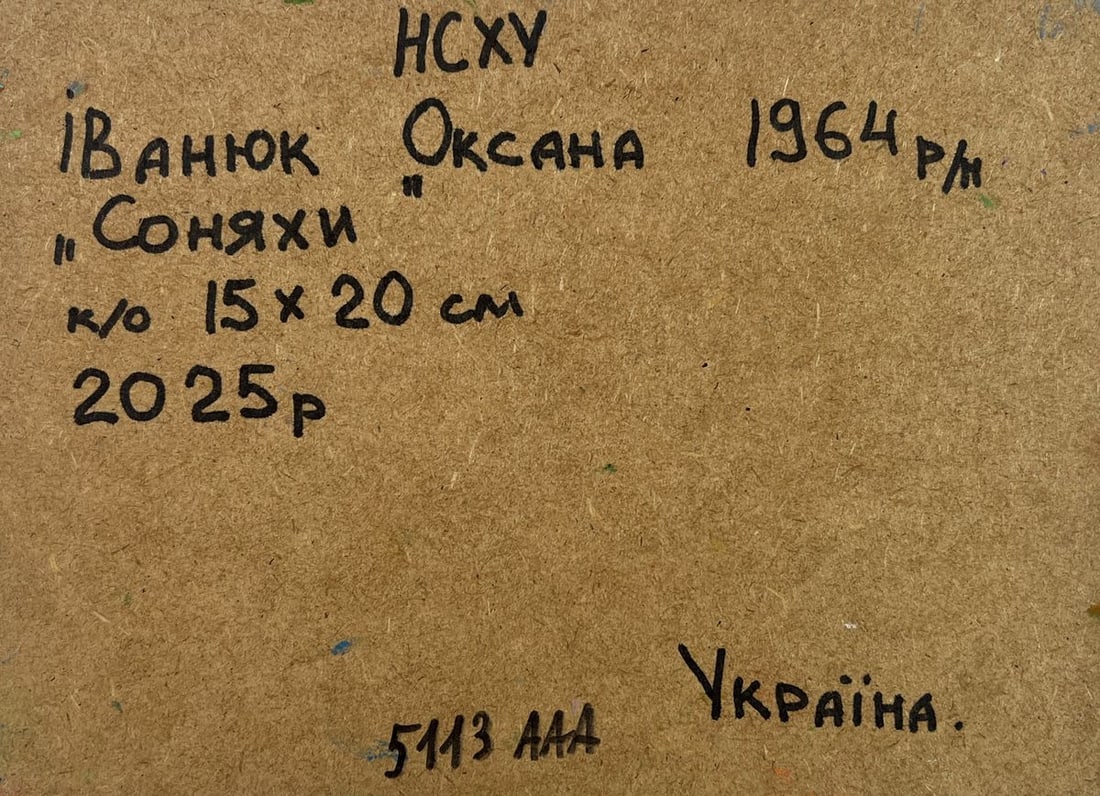 НСХУ
Іванюк Оксана 1964 р/н
„Соняхи"
к/о 15 х 20 см
2025р
Україна.
5113 ААА